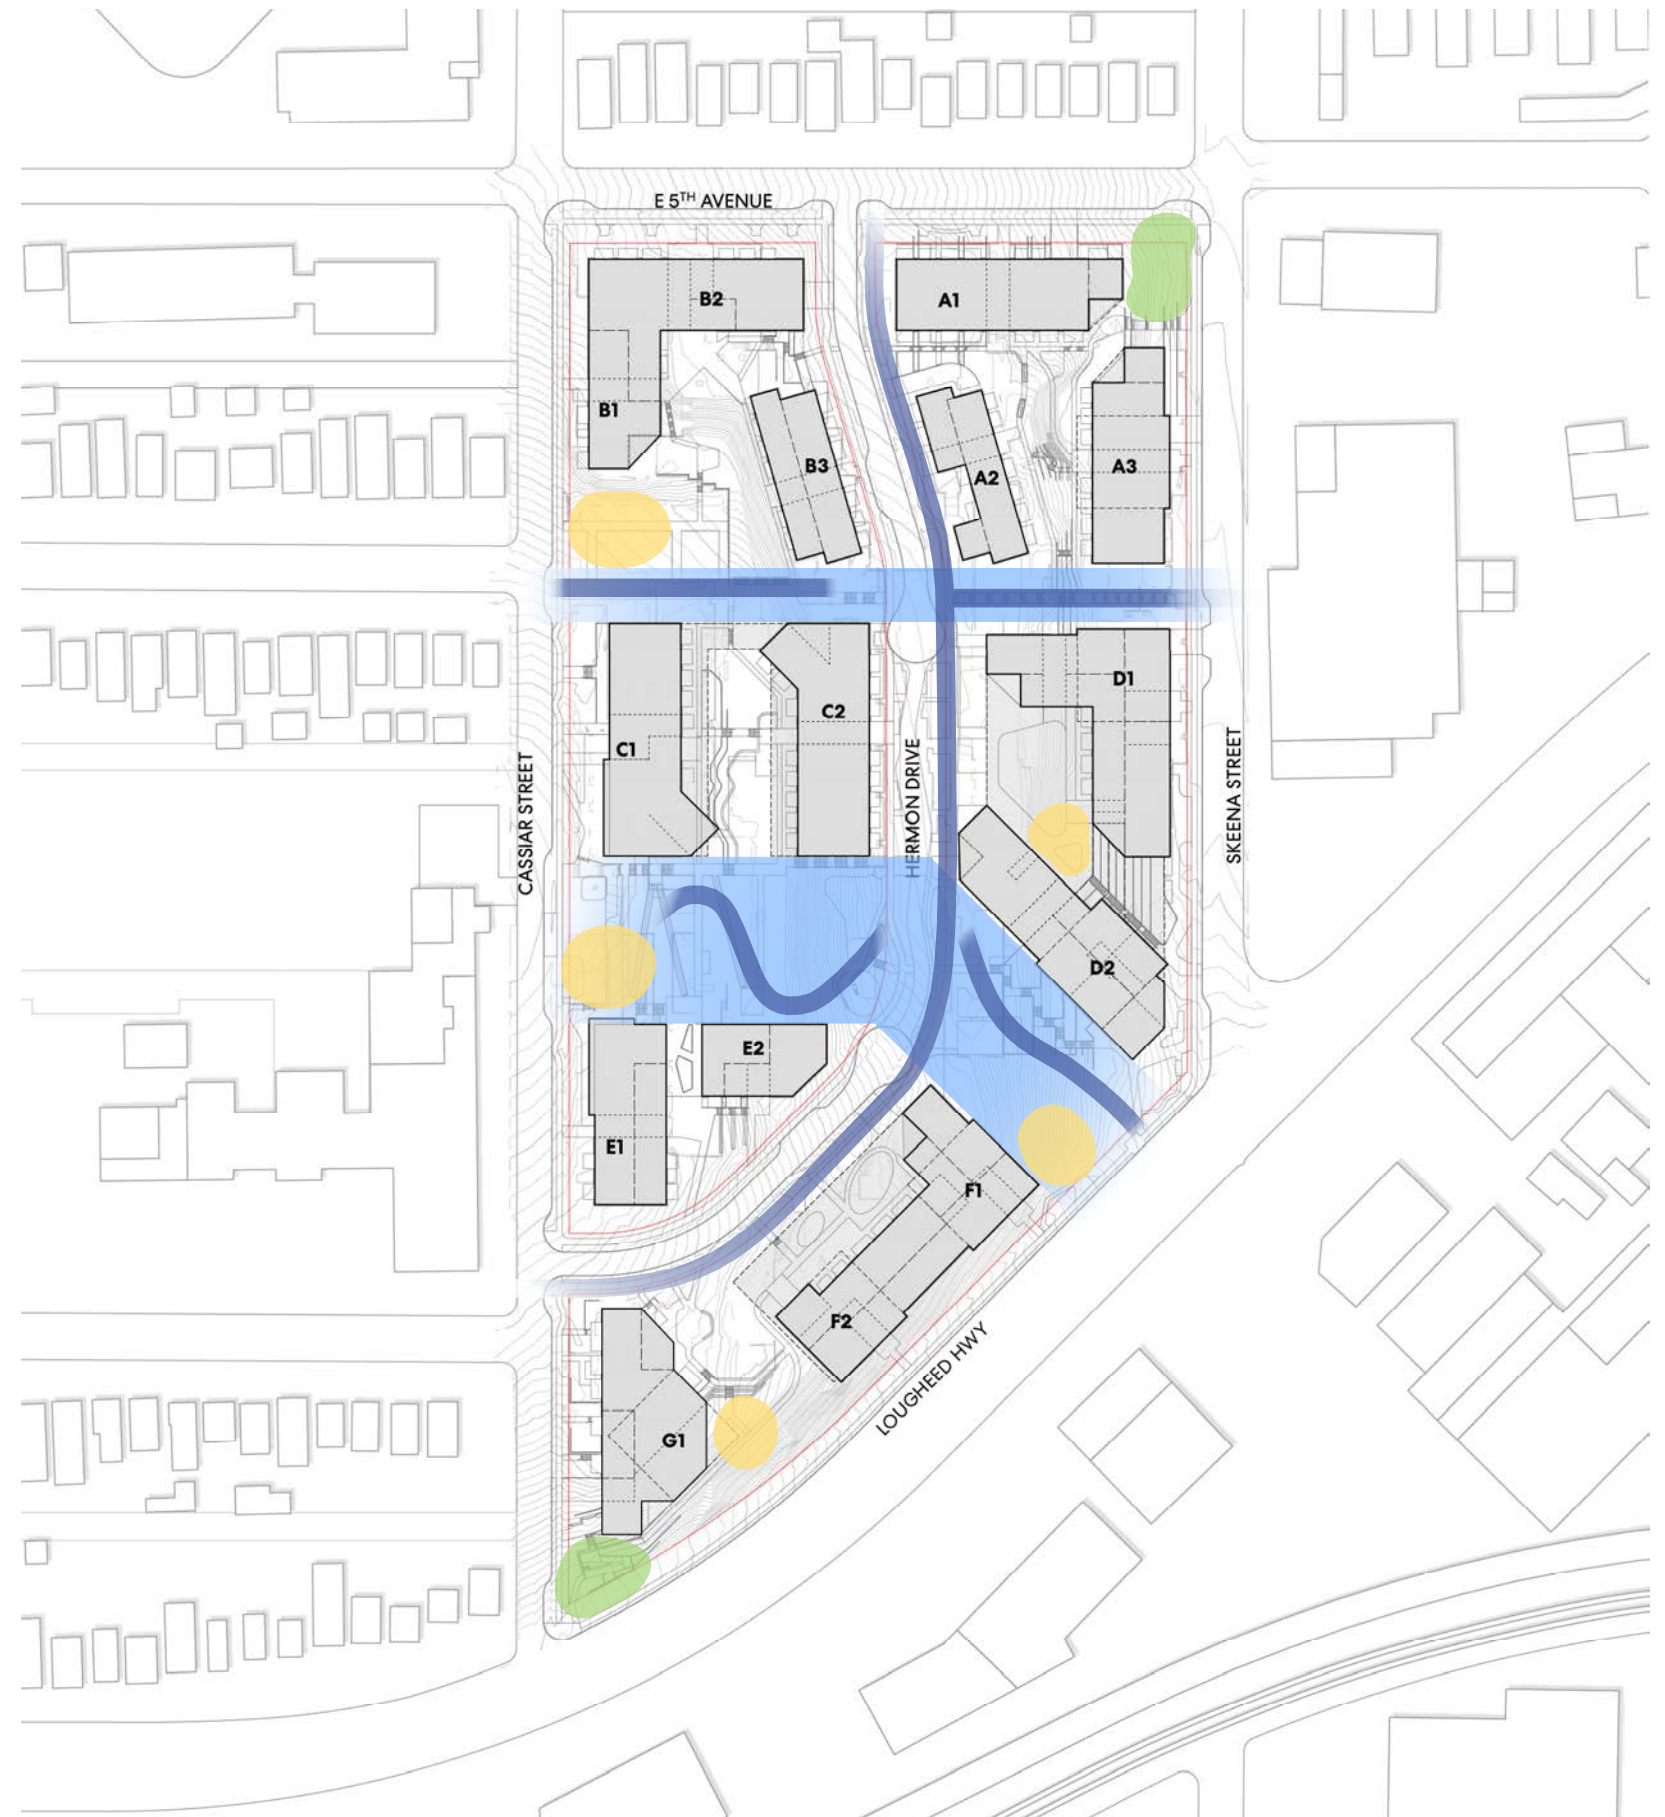 E 5TH AVENUE
B2
A1
B1
B3
A2
A3
C2
D1
C1
CASSIAR STREET
HERMON DRIVE
SKEENA STREET
D2
E2
E1
F1
F2
LOUGHEED HWY
G1